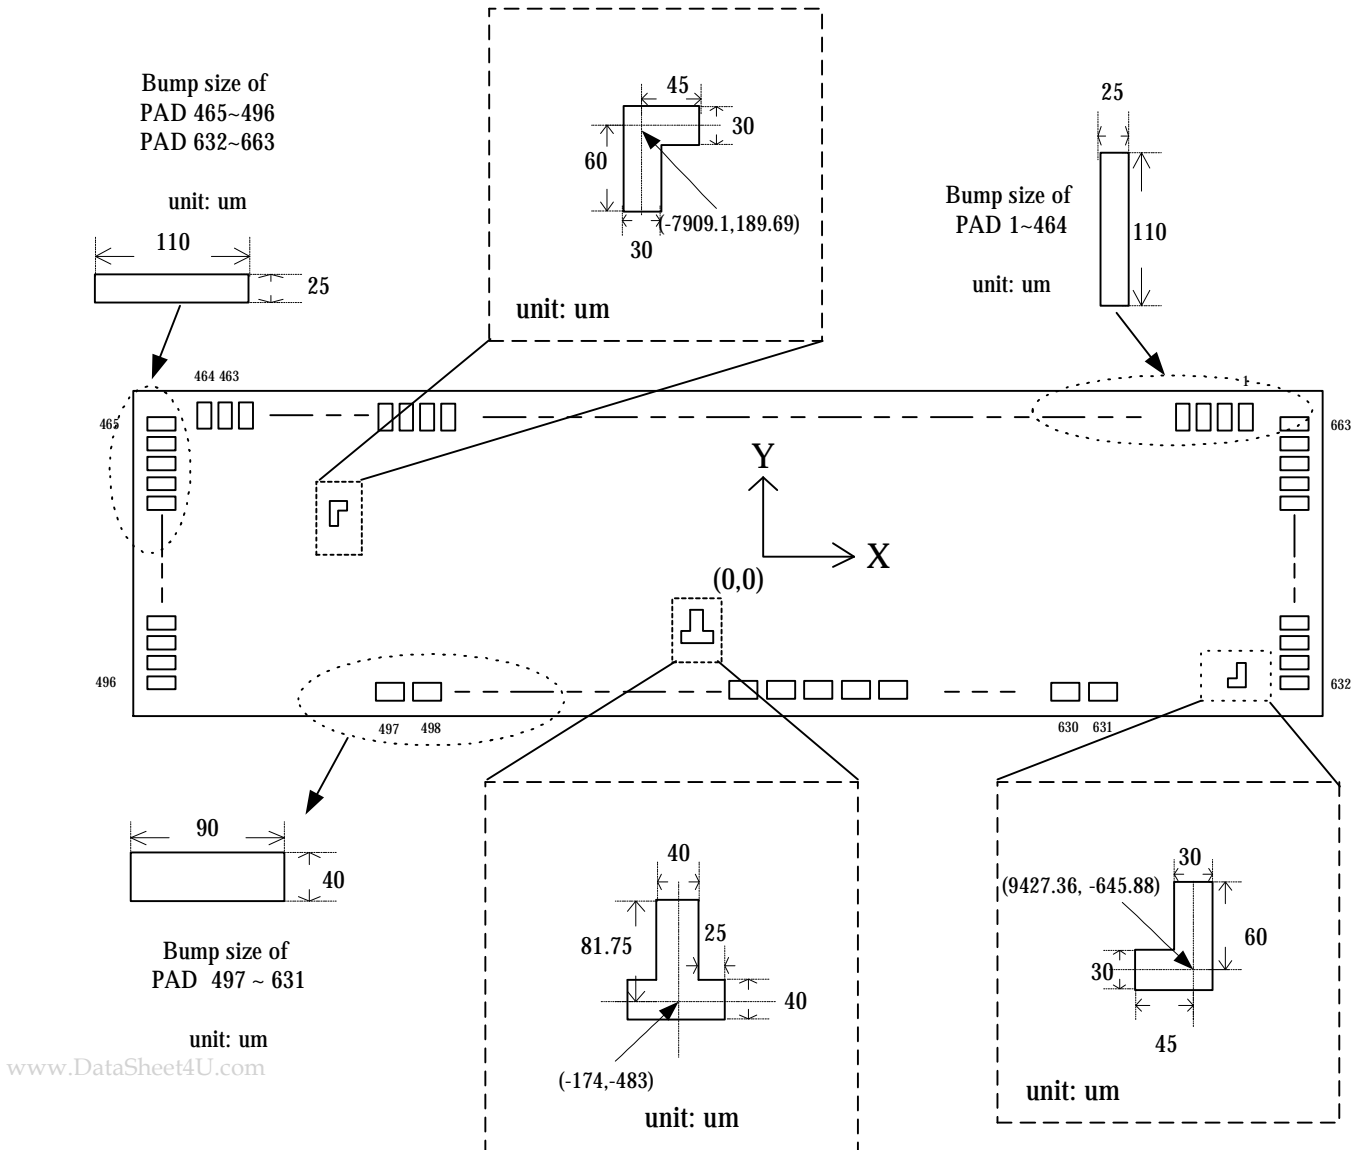 Bump size of
PAD 465~496
PAD 632~663
unit: um
110
25
45
30
60
(-7909.1,189.69)
30
unit: um
25
Bump size of
PAD 1~464
110
unit: um
464 463
1
465
663
Y
X
(0,0)
496
632
497 498
630 631
90
40
Bump size of
PAD 497 ~ 631
unit: um
40
81.75
25
40
(-174,-483)
unit: um
30
(9427.36, -645.88)
60
30
45
unit: um
www.DataSheet4U.com